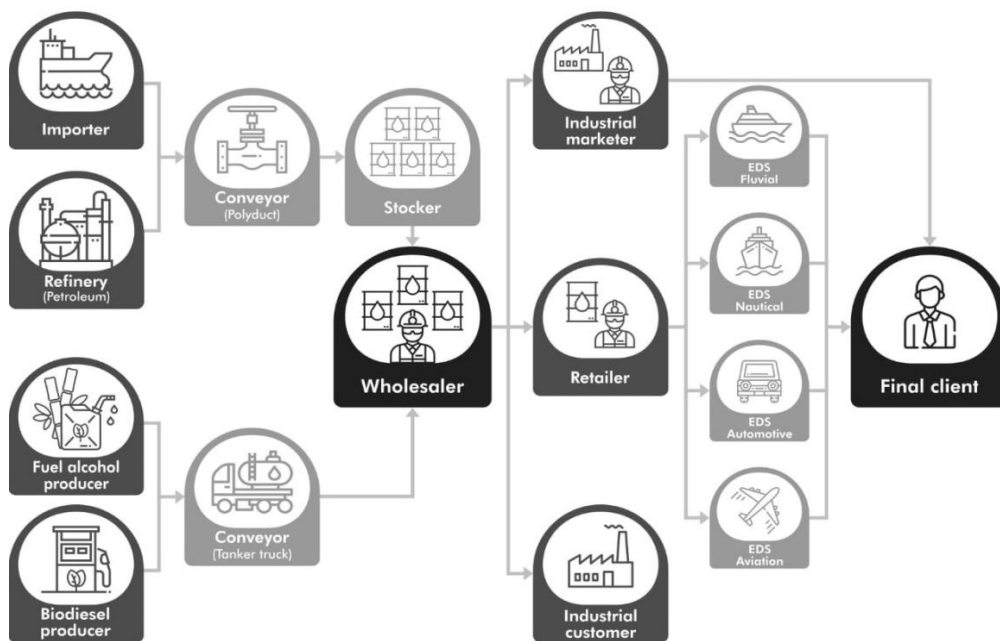 Importer
Refinery
(Petroleum)
Conveyor
(Polyduct)
Stocker
Fuel alcohol
producer
Biodiesel
producer
Conveyor
(Tanker truck)
Wholesaler
Industrial
marketer
Retailer
Industrial
customer
EDS
Fluvial
EDS
Nautical
EDS
Automotive
EDS
Aviation
Final client